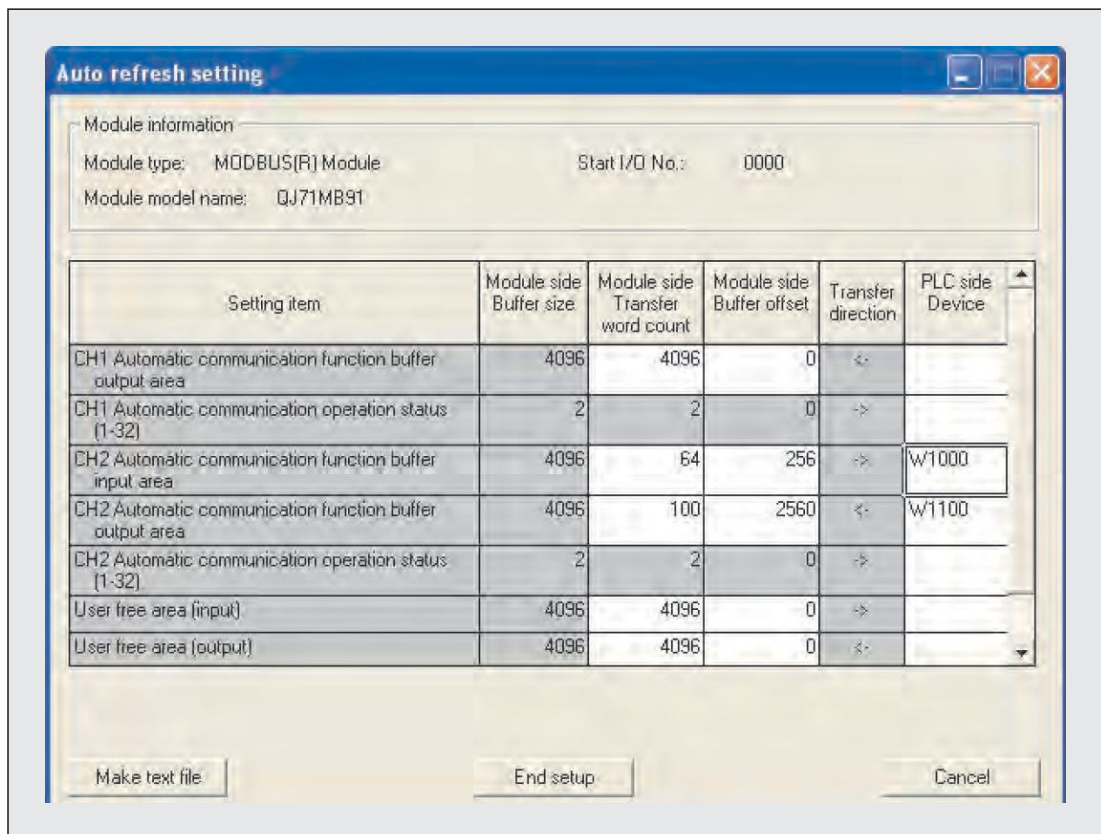 Auto refresh setting
Module information
Module type: MODBUS(R) Module Start I/O No.: 0000
Module model name: QJ71MB91
Setting item
Module side
Buffer size
Module side
Transfer
word count
Module side
Buffer offset
Transfer
direction
PLC side
Device
CH1 Automatic communication function buffer
output area
4096 4096 0 <-
CH1 Automatic communication operation status
(1-32)
2 2 0 ->
CH2 Automatic communication function buffer
input area
4096 64 256 -> W1000
CH2 Automatic communication function buffer
output area
4096 100 2560 <- W1100
CH2 Automatic communication operation status
(1-32)
2 2 0 ->
User free area (input) 4096 4096 0 ->
User free area (output) 4096 4096 0 <-
Make text file End setup Cancel